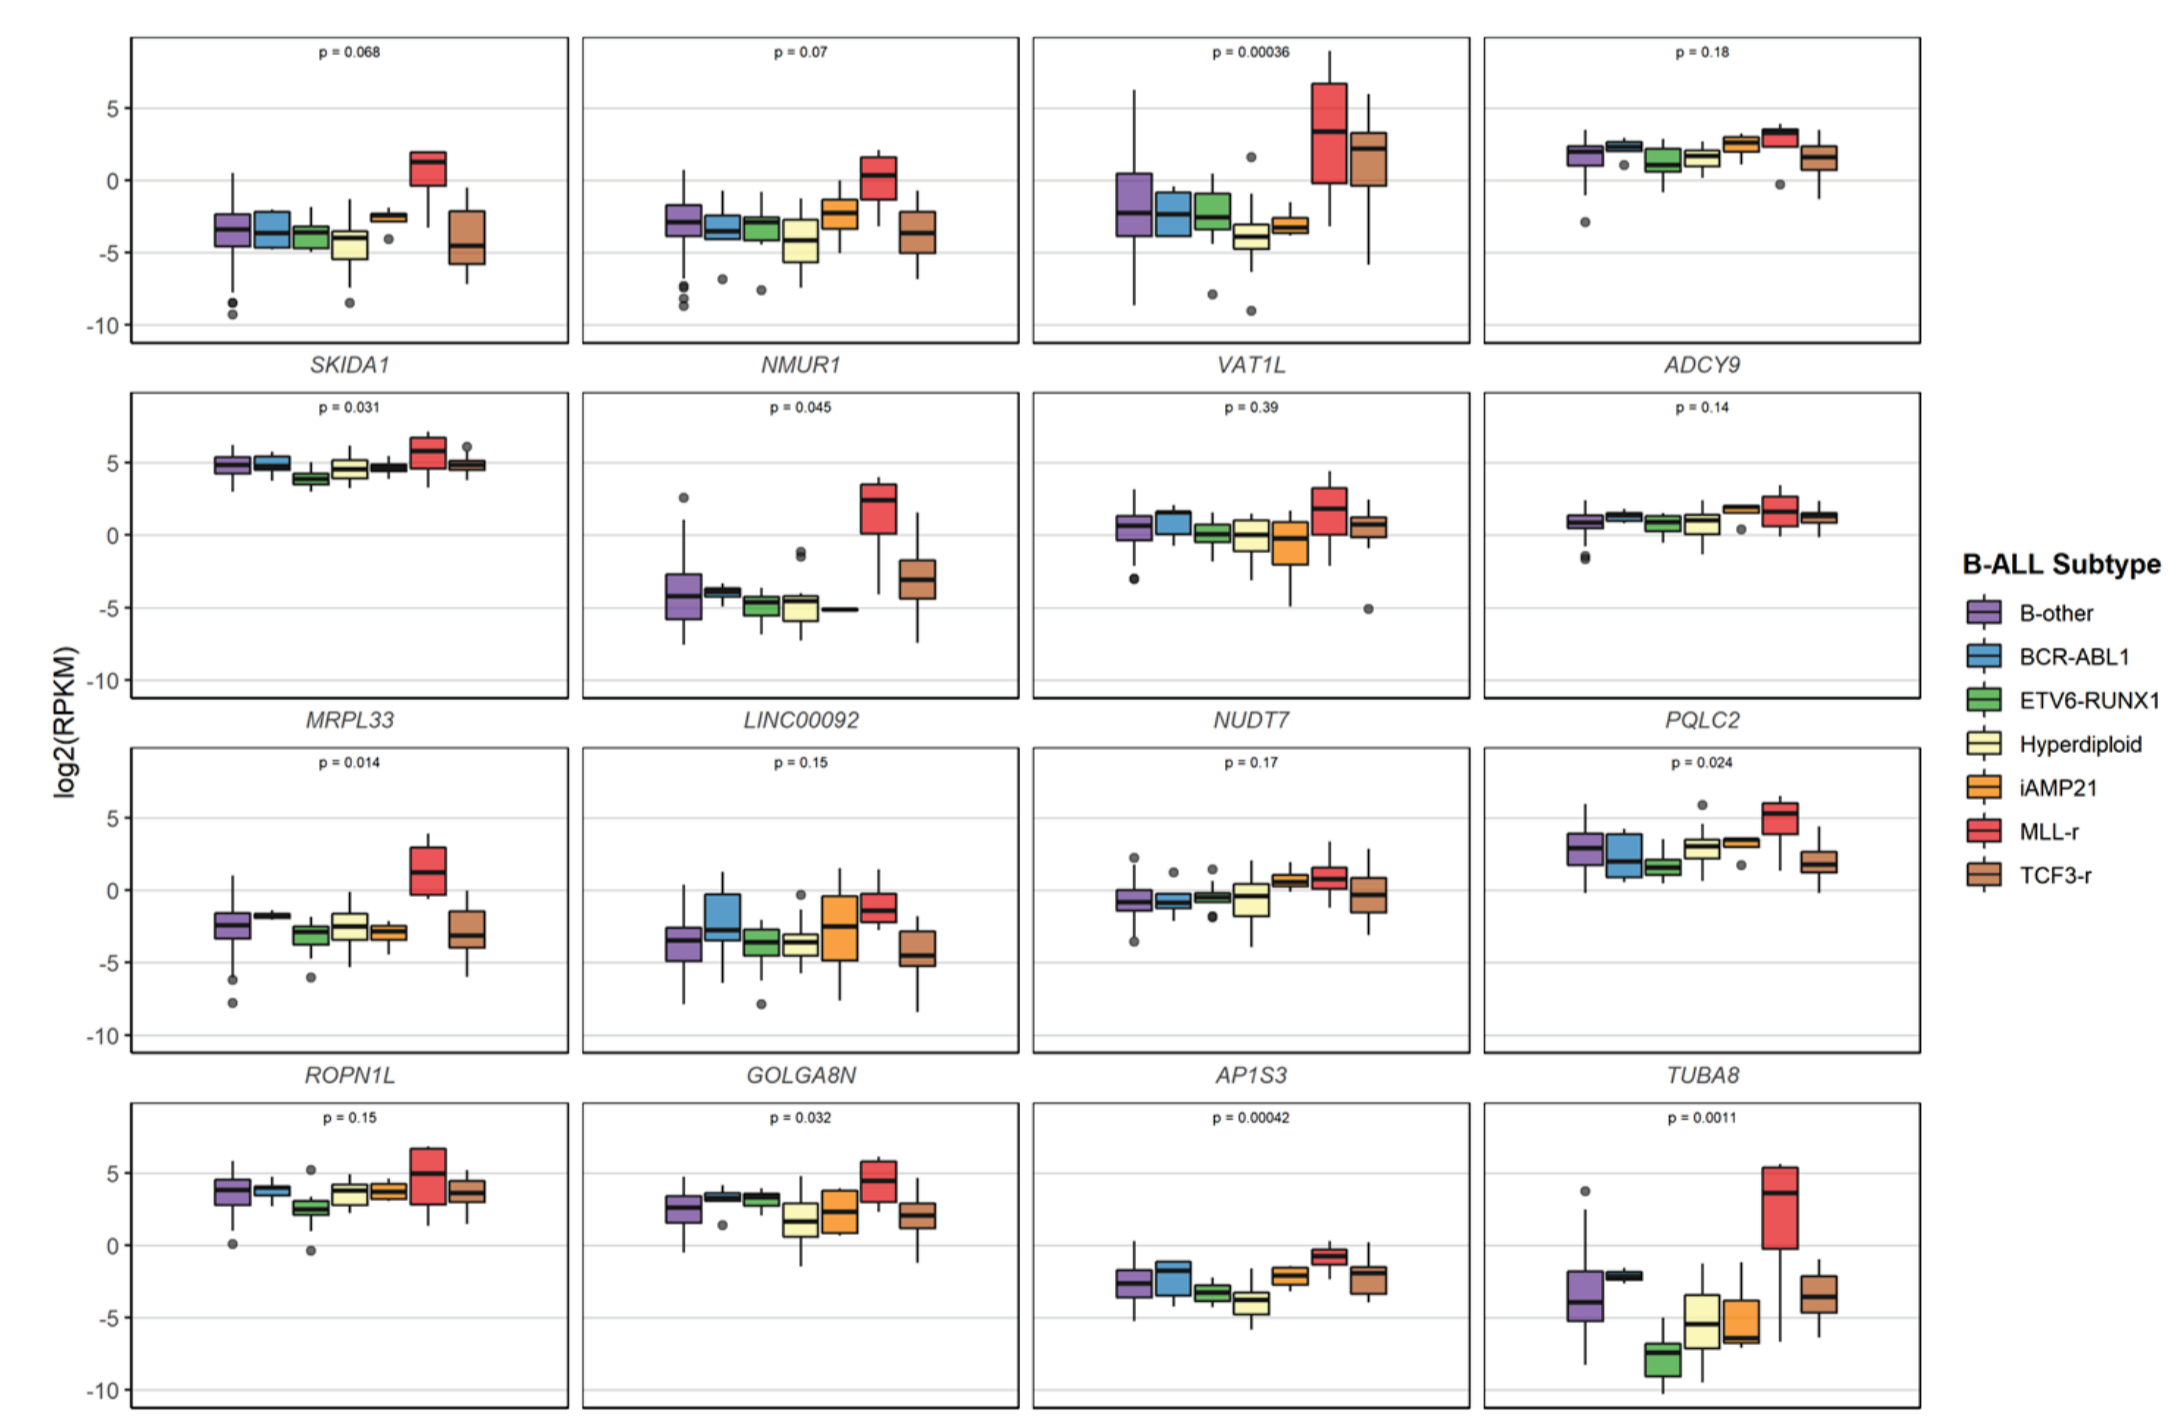 p = 0.068
p = 0.07
p = 0.00036
p = 0.18
5
0
-5
-10
SKIDA1
NMUR1
VAT1L
ADCY9
p = 0.031
p = 0.045
p = 0.39
p = 0.14
5
0
-5
-10
MRPL33
LINC00092
NUDT7
PQLC2
p = 0.014
p = 0.15
p = 0.17
p = 0.024
5
0
-5
-10
ROPN1L
GOLGA8N
AP1S3
TUBA8
p = 0.15
p = 0.032
p = 0.00042
p = 0.0011
5
0
-5
-10
log2(RPKM)
B-ALL Subtype
B-other
BCR-ABL1
ETV6-RUNX1
Hyperdiploid
iAMP21
MLL-r
TCF3-r